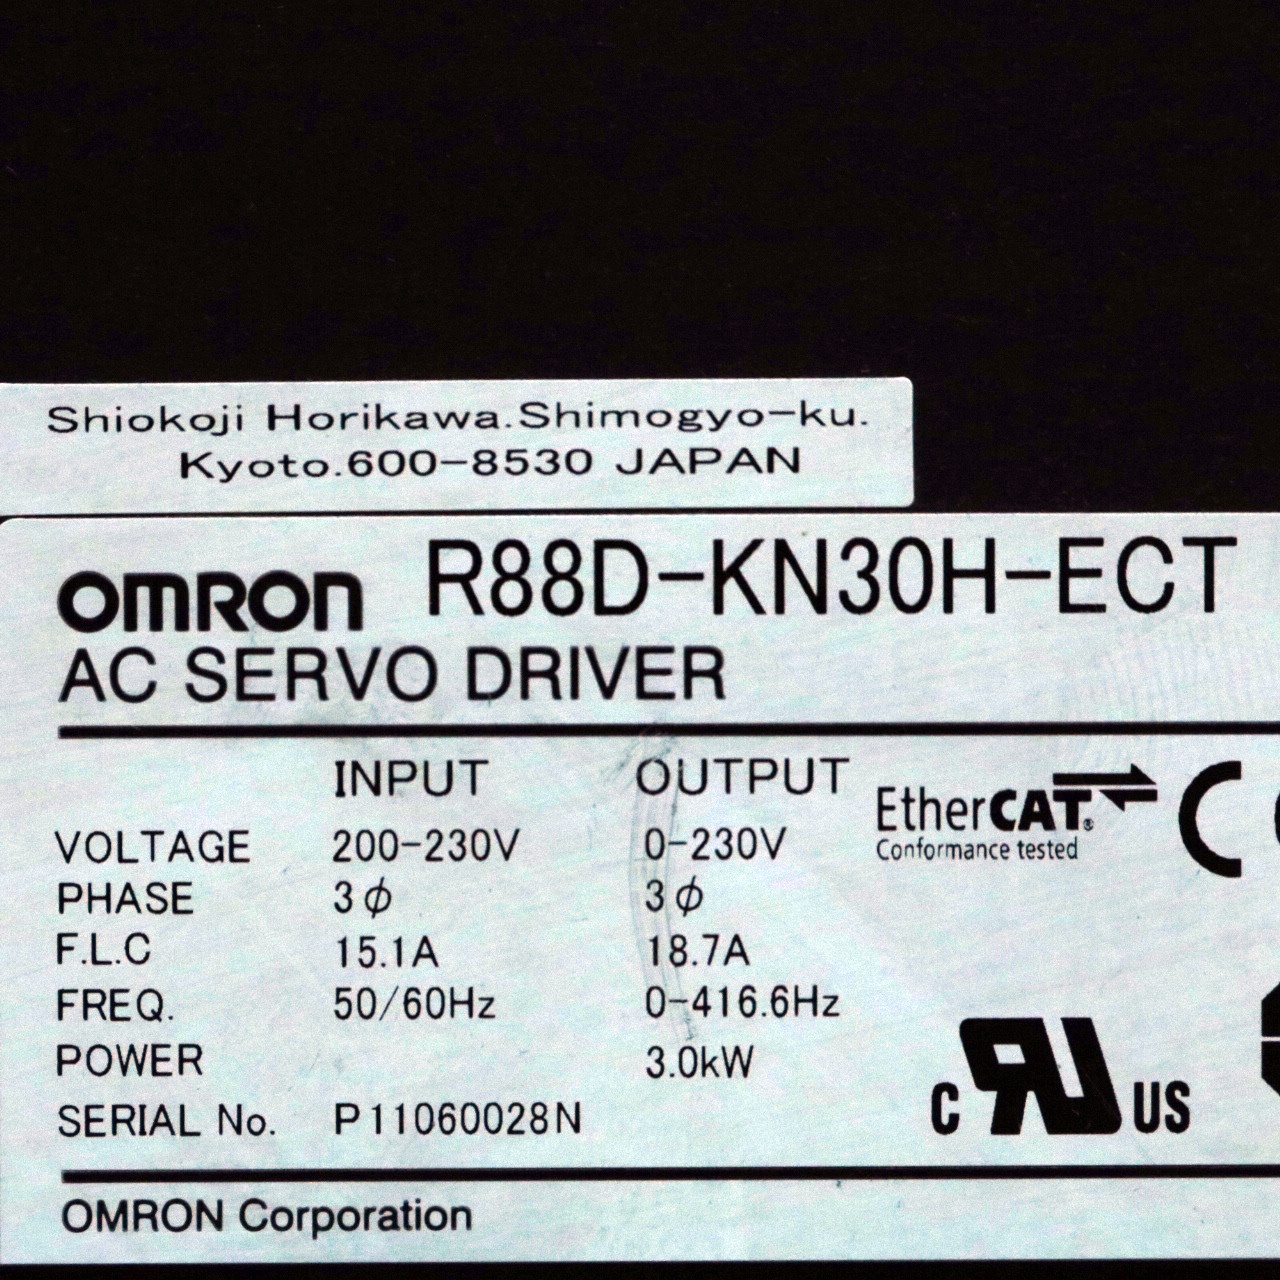 Shiokoji Horikawa.Shimogyo-ku.
Kyoto.600-8530 JAPAN
OMRON R88D-KN30H-ECT
AC SERVO DRIVER
INPUT OUTPUT
VOLTAGE 200-230V 0-230V
PHASE 3ϕ 3ϕ
F.L.C 15.1A 18.7A
FREQ. 50/60Hz 0-416.6Hz
POWER 3.0kW
SERIAL No. P11060028N
EtherCAT®
Conformance tested
CE
C RU US
OMRON Corporation